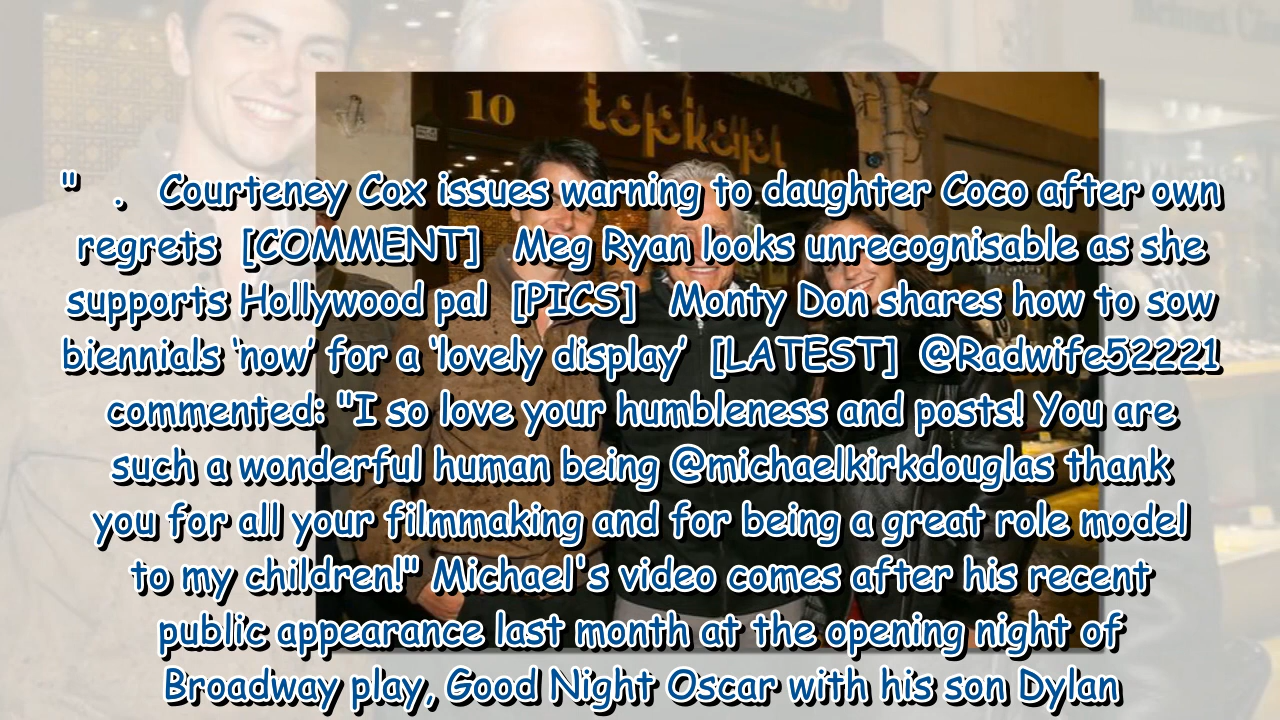 10
"   .   Courteney Cox issues warning to daughter Coco after own
regrets  [COMMENT]   Meg Ryan looks unrecognisable as she
supports Hollywood pal  [PICS]   Monty Don shares how to sow
biennials ‘now’ for a ‘lovely display’  [LATEST]  @Radwife52221
commented: "I so love your humbleness and posts! You are
such a wonderful human being @michaelkirkdouglas thank
you for all your filmmaking and for being a great role model
to my children!" Michael's video comes after his recent
public appearance last month at the opening night of
Broadway play, Good Night Oscar with his son Dylan